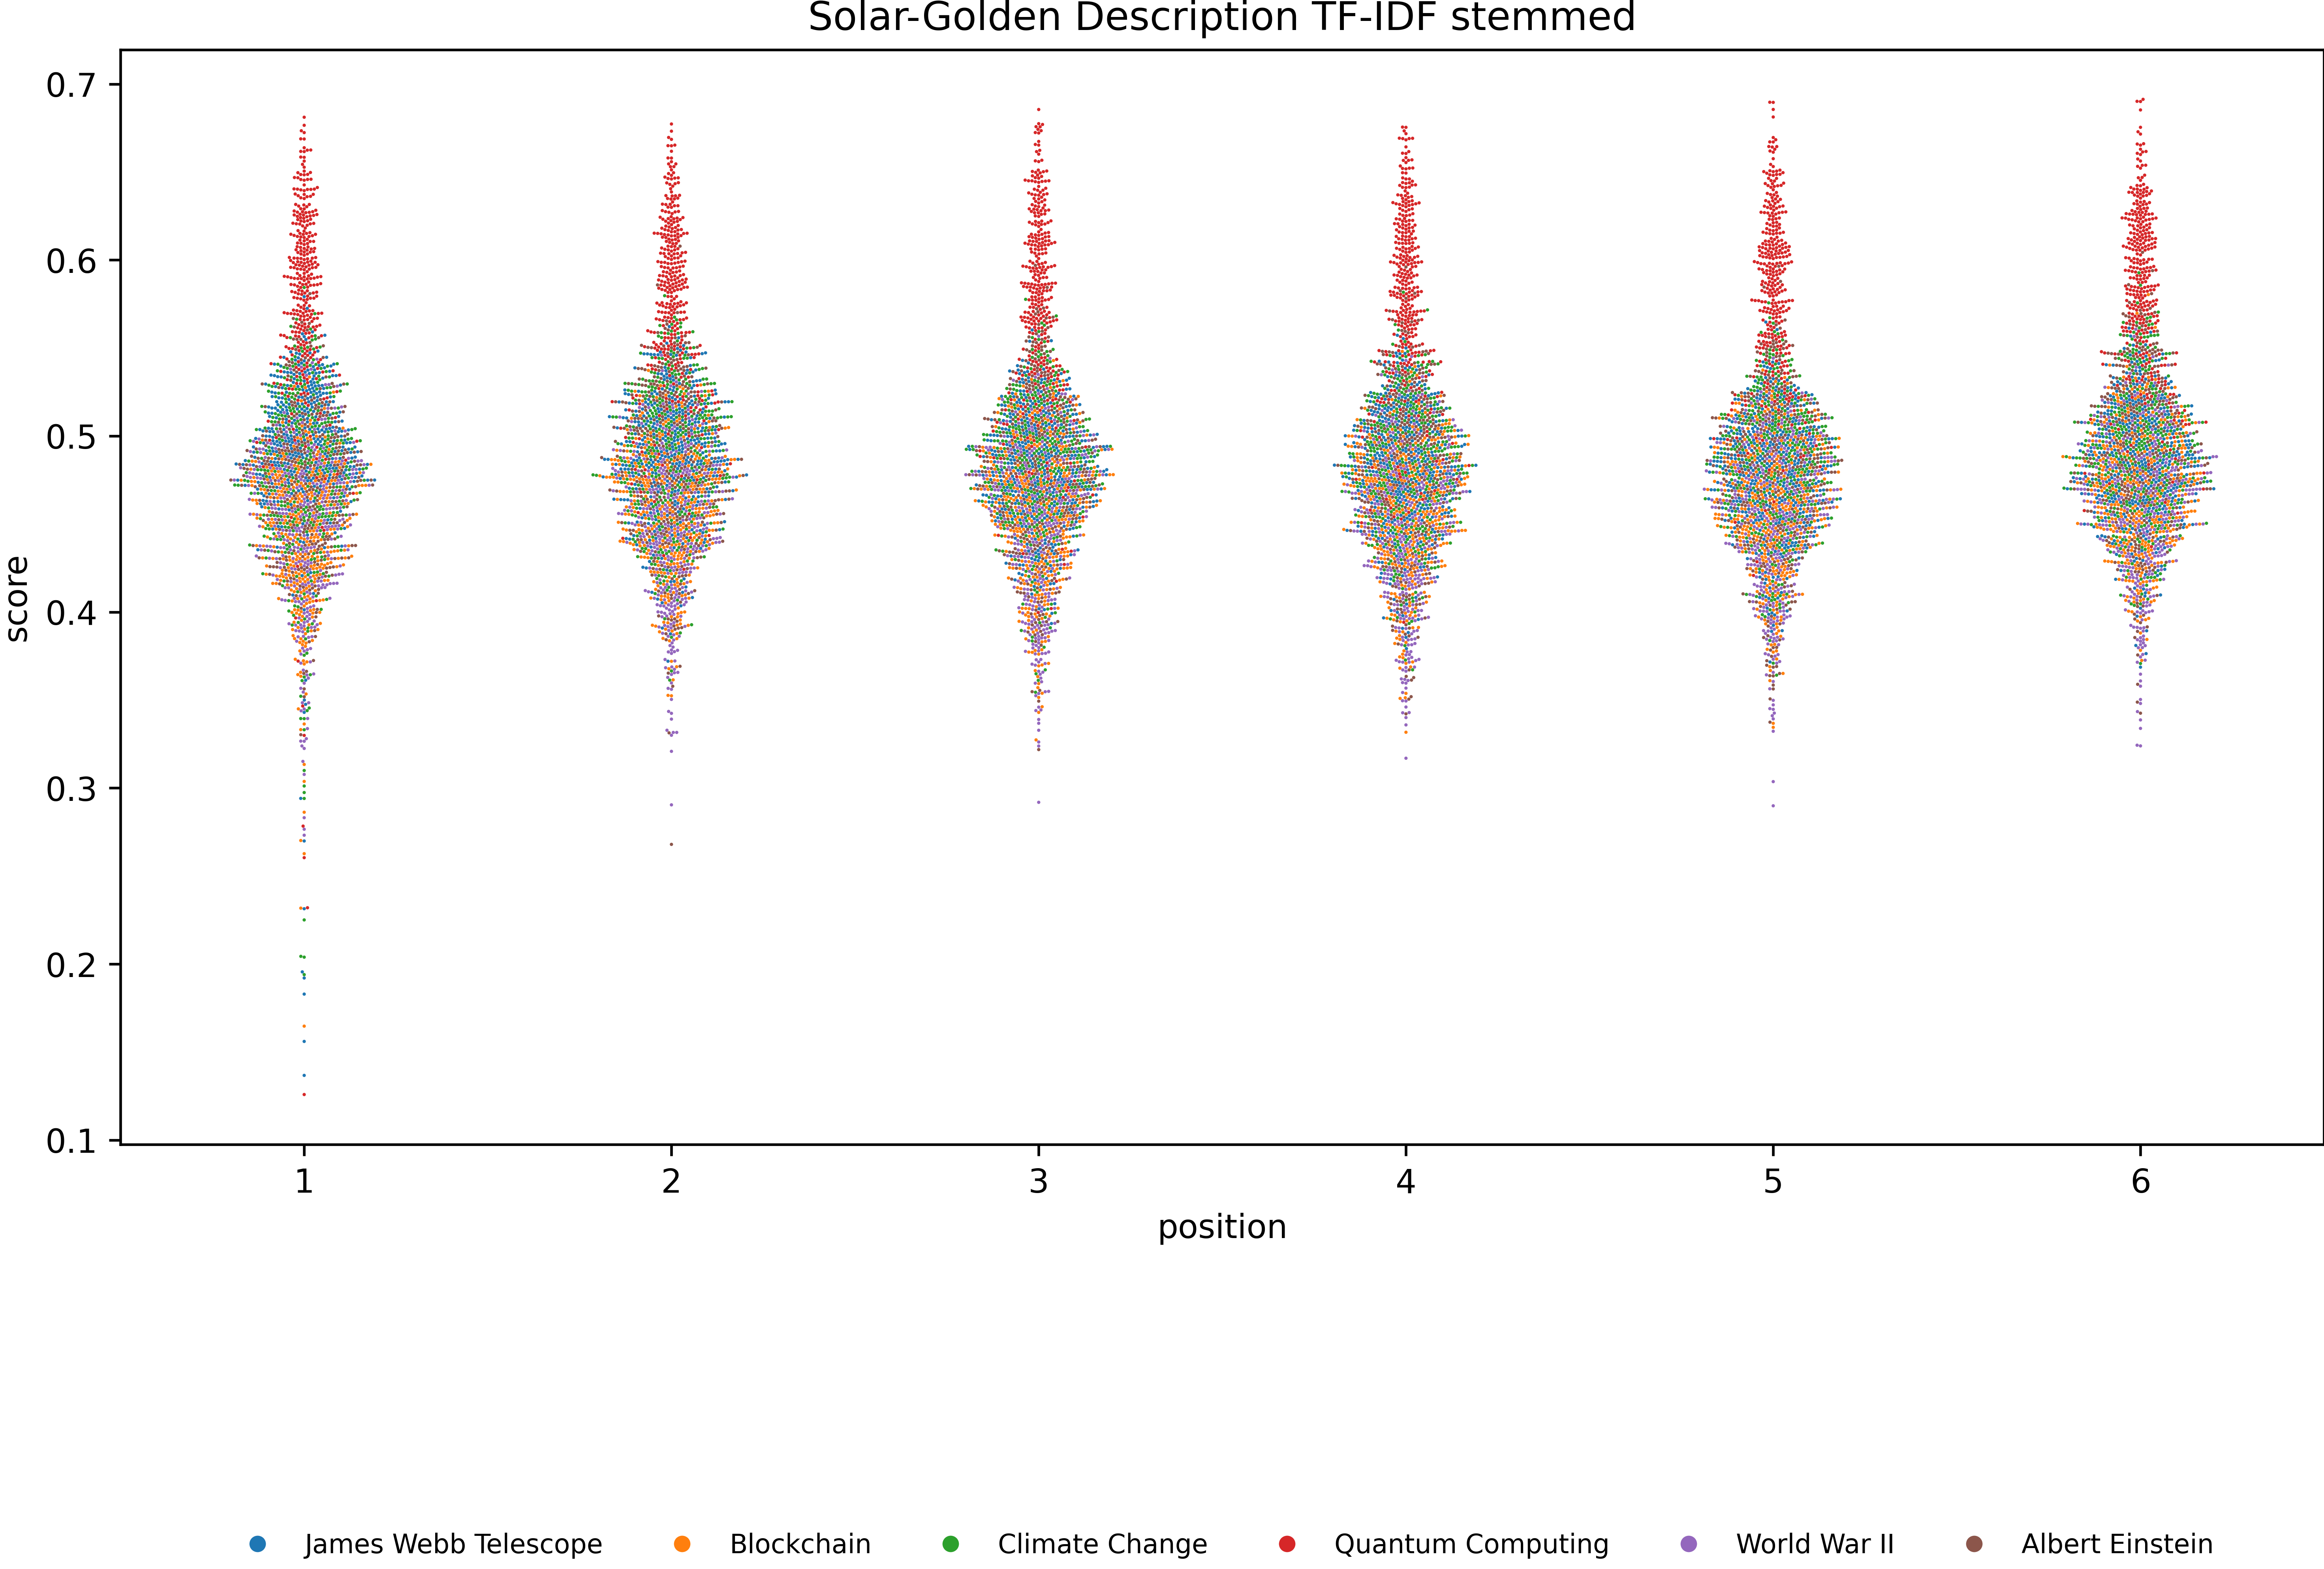 Solar-Golden Description TF-IDF stemmed
0.7
0.6
0.5
0.4
0.3
0.2
0.1
score
1 2 3 4 5 6
position
James Webb Telescope Blockchain Climate Change Quantum Computing World War II Albert Einstein